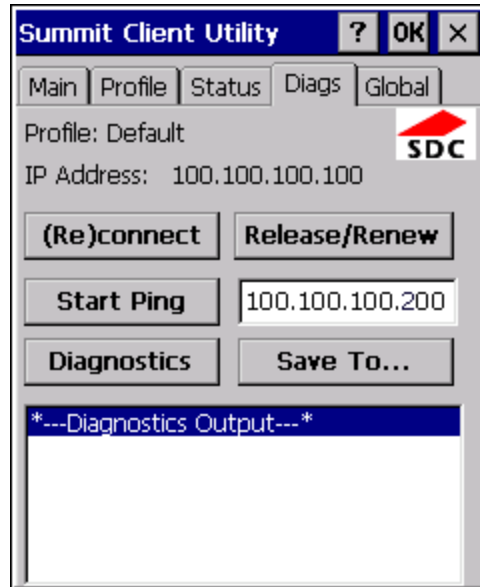 Summit Client Utility ? OK ×
Main Profile Status Diags Global
Profile: Default
SDC
IP Address: 100.100.100.100
(Re)connect Release/Renew
Start Ping 100.100.100.200
Diagnostics Save To...
*---Diagnostics Output---*